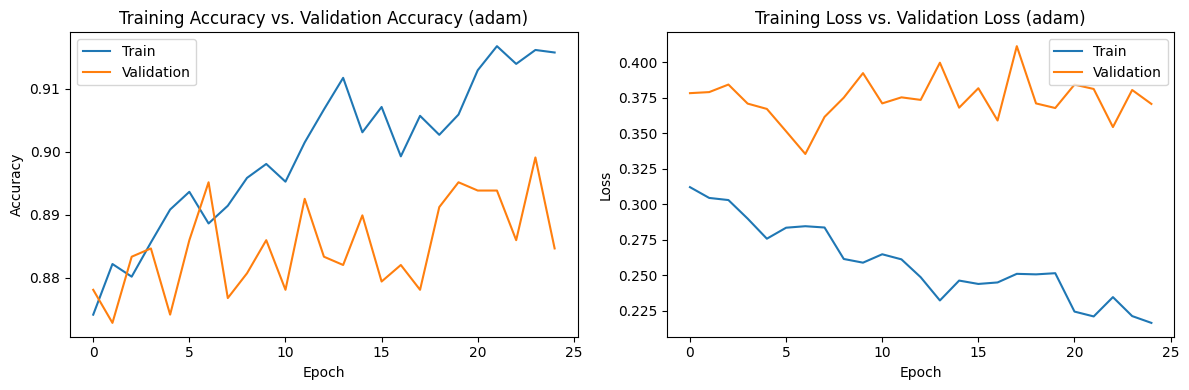 Training Accuracy vs. Validation Accuracy (adam)
Train
Validation
0.91
0.90
0.89
0.88
Accuracy
0
5
10
15
20
25
Epoch
Training Loss vs. Validation Loss (adam)
Train
Validation
0.400
0.375
0.350
0.325
0.300
0.275
0.250
0.225
Loss
0
5
10
15
20
25
Epoch